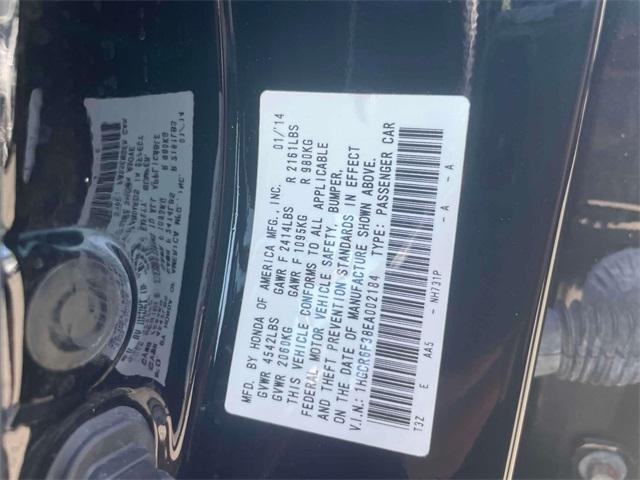 MFD. BY HONDA OF AMERICA MFG., INC. 01/'14
GVWR 4542LBS GAWR F 2414LBS R 2161LBS
GVWR 2060KG GAWR F 1095KG R 980KG
THIS VEHICLE CONFORMS TO ALL APPLICABLE
FEDERAL MOTOR VEHICLE SAFETY, BUMPER,
AND THEFT PREVENTION STANDARDS IN EFFECT
ON THE DATE OF MANUFACTURE SHOWN ABOVE.
V.I.N.: 1HGCR6F38EA002184 TYPE: PASSENGER CAR
T3Z E AA5 - NH731P - A - A